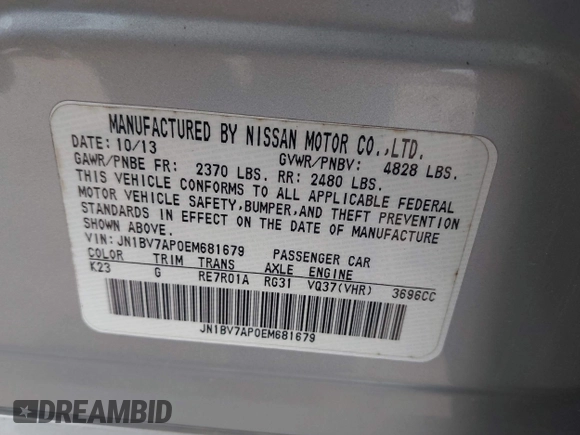 MANUFACTURED BY NISSAN MOTOR CO.,LTD.
DATE: 10/13 GVWR/PNBV: 4828 LBS.
GAWR/PNBE FR: 2370 LBS. RR: 2480 LBS.
THIS VEHICLE CONFORMS TO ALL APPLICABLE FEDERAL
MOTOR VEHICLE SAFETY,BUMPER,AND THEFT PREVENTION
STANDARDS IN EFFECT ON THE DATE OF MANUFACTURE
SHOWN ABOVE.
VIN: JN1BV7AP0EM681679 PASSENGER CAR
COLOR TRIM TRANS AXLE ENGINE
K23 G RE7R01A RG31 VQ37(VHR) 3696CC
JN1BV7AP0EM681679
DREAMBID